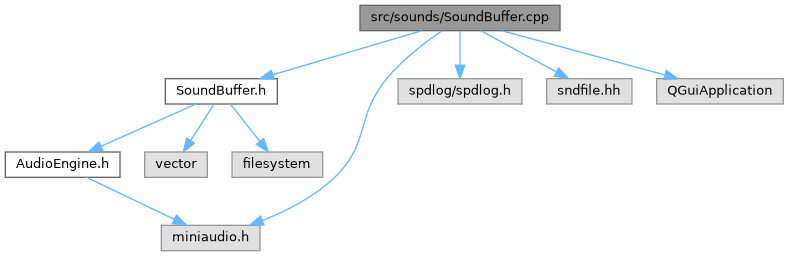 src/sounds/SoundBuffer.cpp
SoundBuffer.h
spdlog/spdlog.h
sndfile.hh
QGuiApplication
AudioEngine.h
vector
filesystem
miniaudio.h